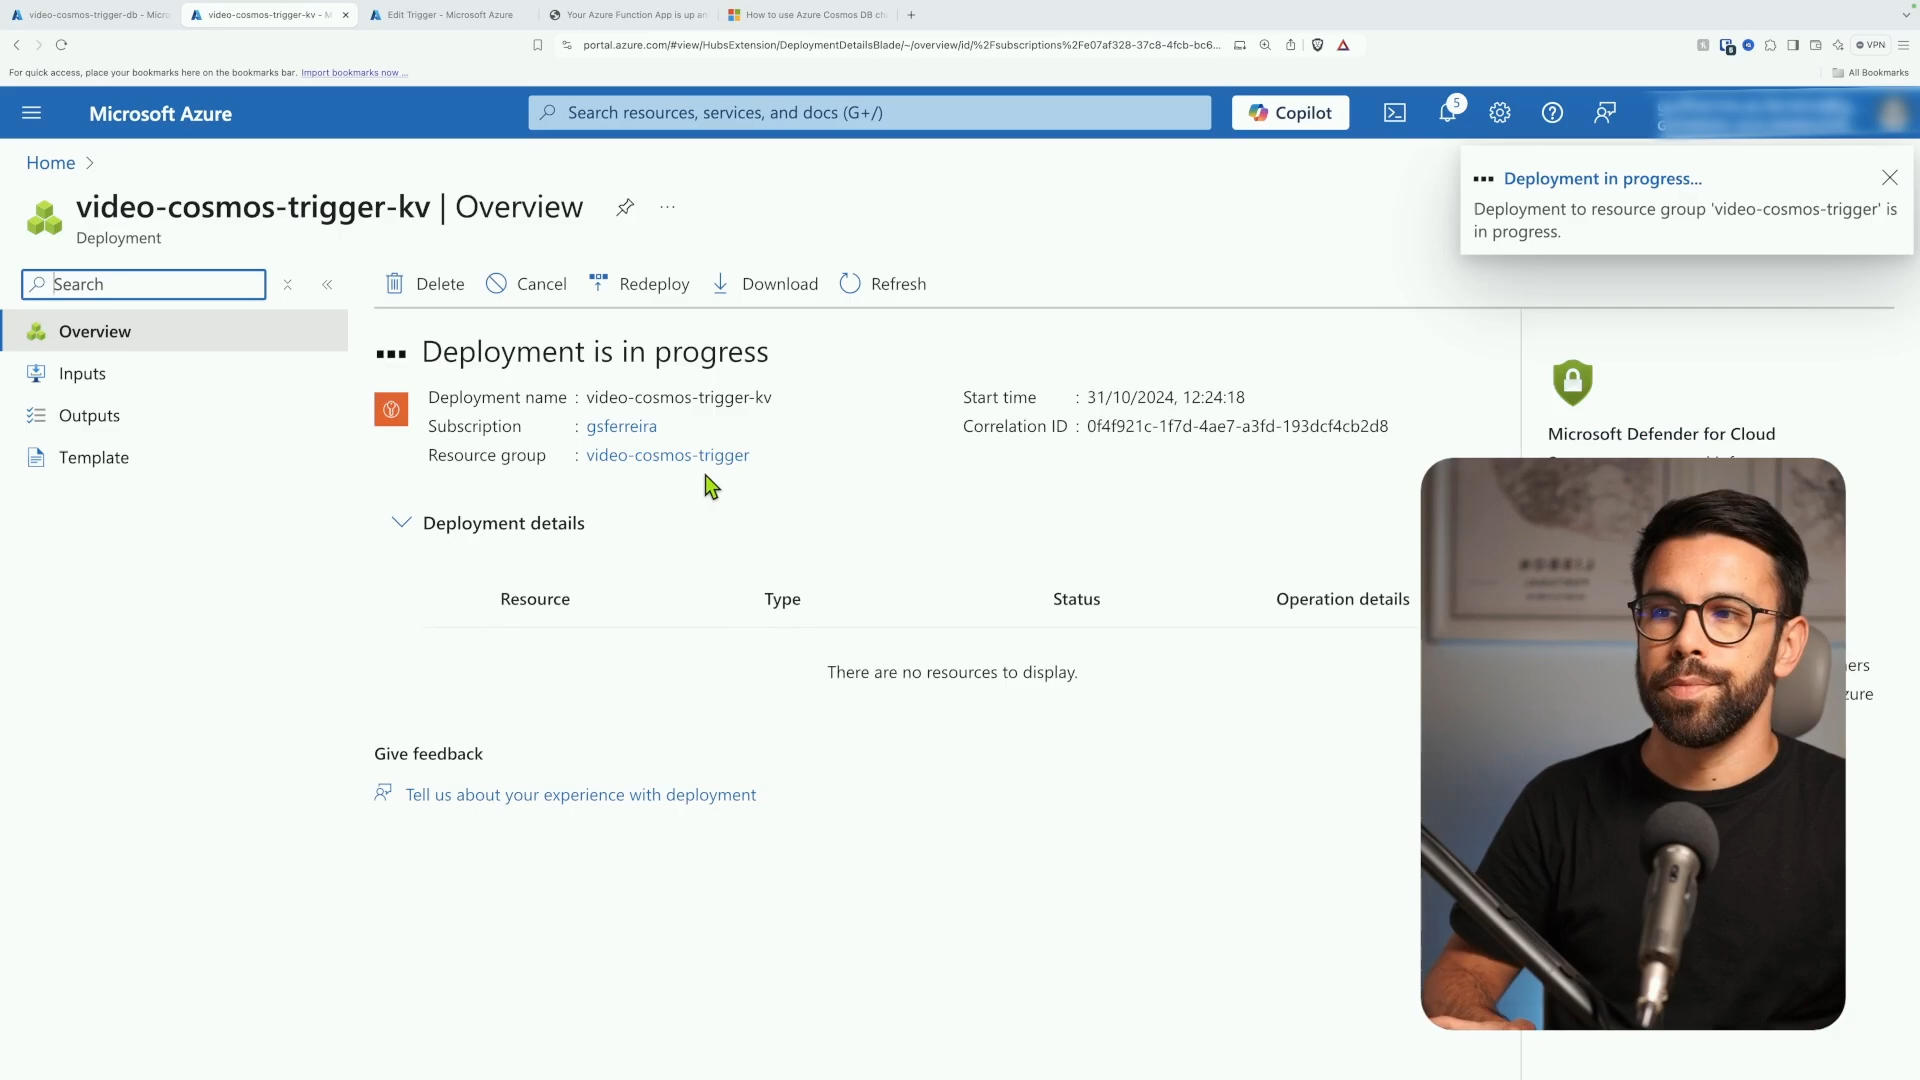 video-cosmos-trigger-db - Micro
video-cosmos-trigger-kv - M
Edit Trigger - Microsoft Azure
Your Azure Function App is up an
How to use Azure Cosmos DB ch
portal.azure.com/#view/HubsExtension/DeploymentDetailsBlade/~/overview/id/%2Fsubscriptions%2Fe07af328-37c8-4fcb-bc6...
VPN
For quick access, place your bookmarks here on the bookmarks bar. Import bookmarks now ...
All Bookmarks
Microsoft Azure
Search resources, services, and docs (G+/)
Copilot
5
Home
Deployment in progress...
Deployment to resource group 'video-cosmos-trigger' is
in progress.
video-cosmos-trigger-kv | Overview
Deployment
Search
Delete
Cancel
Redeploy
Download
Refresh
Overview
Inputs
Outputs
Template
Deployment is in progress
Deployment name : video-cosmos-trigger-kv
Subscription : gsferreira
Resource group : video-cosmos-trigger
Start time : 31/10/2024, 12:24:18
Correlation ID : 0f4f921c-1f7d-4ae7-a3fd-193dcf4cb2d8
Microsoft Defender for Cloud
Deployment details
Resource
Type
Status
Operation details
There are no resources to display.
ers
zure
Give feedback
Tell us about your experience with deployment